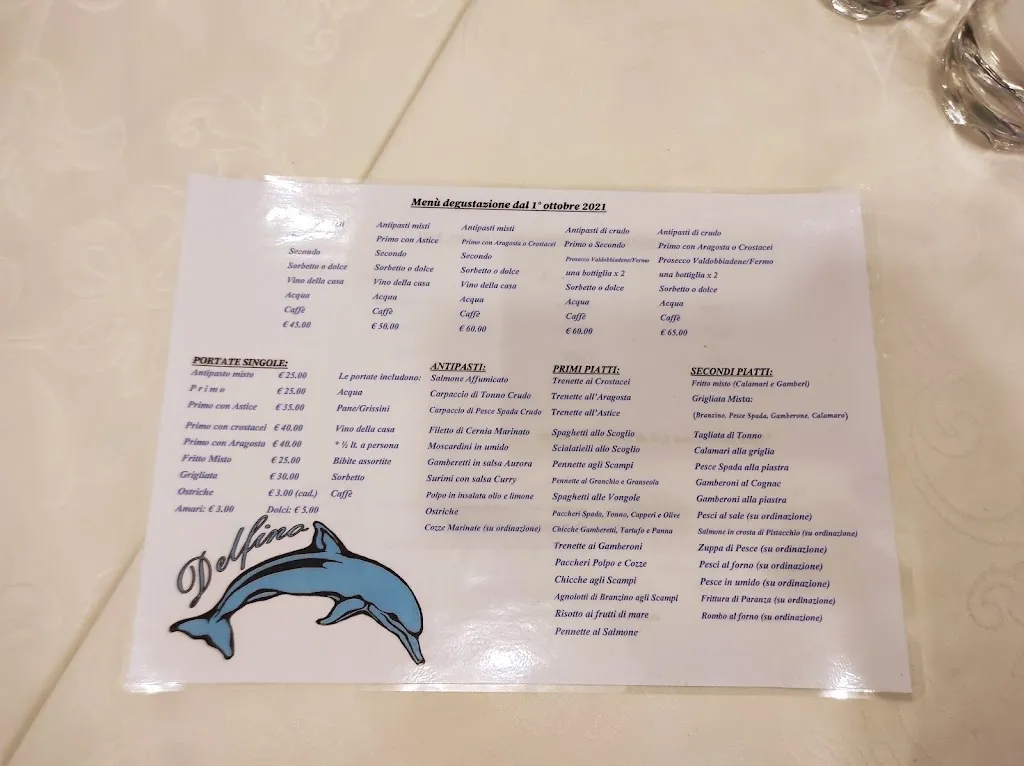 Menù degustazione dal 1° ottobre 2021
Secondo
Sorbetto o dolce
Vino della casa
Acqua
Caffè
€ 45.00
Antipasti misti
Primo con Astice
Secondo
Sorbetto o dolce
Vino della casa
Acqua
Caffè
€ 50.00
Antipasti misti
Primo con Aragosta o Crostacei
Secondo
Sorbetto o dolce
Vino della casa
Acqua
Caffè
€ 60.00
Antipasti di crudo
Primo o Secondo
Prosecco Valdobbiadene/Fermo
una bottiglia x 2
Sorbetto o dolce
Acqua
Caffè
€ 60.00
Antipasti di crudo
Primo con Aragosta o Crostacei
Prosecco Valdobbiadene/Fermo
una bottiglia x 2
Sorbetto o dolce
Acqua
Caffè
€ 65.00
PORTATE SINGOLE:
Antipasto misto € 25.00
Primo € 25.00
Primo con Astice € 35.00
Primo con crostacei € 40.00
Primo con Aragosta € 40.00
Fritto Misto € 25.00
Grigliata € 30.00
Ostriche € 3.00 (cad.)
Amari: € 3.00 Dolci: € 5.00
Le portate includono:
Acqua
Pane/Grissini
Vino della casa
* ½ lt. a persona
Bibite assortite
Sorbetto
Caffè
ANTIPASTI:
Salmone Affumicato
Carpaccio di Tonno Crudo
Carpaccio di Pesce Spada Crudo
Filetto di Cernia Marinato
Moscardini in umido
Gamberetti in salsa Aurora
Surimi con salsa Curry
Polpo in insalata olio e limone
Ostriche
Cozze Marinate (su ordinazione)
PRIMI PIATTI:
Trenette ai Crostacei
Trenette all'Aragosta
Trenette all'Astice
Spaghetti allo Scoglio
Scialatielli allo Scoglio
Pennette agli Scampi
Pennette al Granchio e Granseola
Spaghetti alle Vongole
Paccheri Spada, Tonno, Capperi e Olive
Chicche Gamberetti, Tartufo e Panna
Trenette ai Gamberoni
Paccheri Polpo e Cozze
Chicche agli Scampi
Agnolotti di Branzino agli Scampi
Risotto ai frutti di mare
Pennette al Salmone
SECONDI PIATTI:
Fritto misto (Calamari e Gamberi)
Grigliata Mista:
(Branzino, Pesce Spada, Gamberone, Calamaro)
Tagliata di Tonno
Calamari alla griglia
Pesce Spada alla piastra
Gamberoni al Cognac
Gamberoni alla piastra
Pesci al sale (su ordinazione)
Salmone in crosta di Pistacchio (su ordinazione)
Zuppa di Pesce (su ordinazione)
Pesci al forno (su ordinazione)
Pesce in umido (su ordinazione)
Frittura di Paranza (su ordinazione)
Rombo al forno (su ordinazione)
Delfino